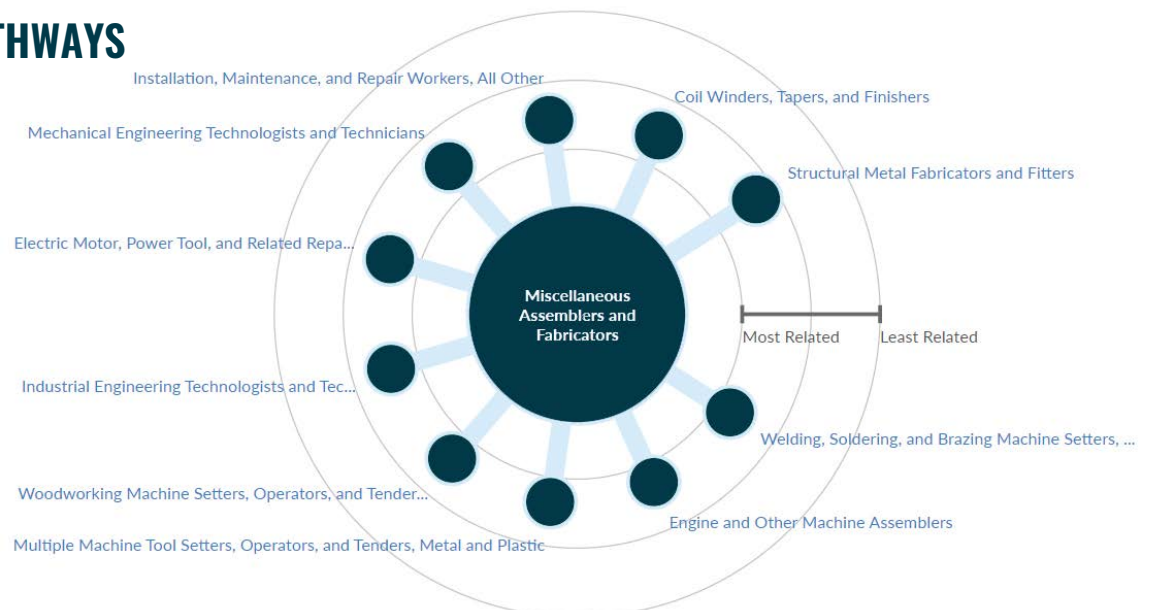 THWAYS
Installation, Maintenance, and Repair Workers, All Other
Coil Winders, Tapers, and Finishers
Mechanical Engineering Technologists and Technicians
Structural Metal Fabricators and Fitters
Electric Motor, Power Tool, and Related Repa...
Miscellaneous
Assemblers and
Fabricators
Most Related
Least Related
Industrial Engineering Technologists and Tec...
Welding, Soldering, and Brazing Machine Setters, ...
Woodworking Machine Setters, Operators, and Tender...
Engine and Other Machine Assemblers
Multiple Machine Tool Setters, Operators, and Tenders, Metal and Plastic